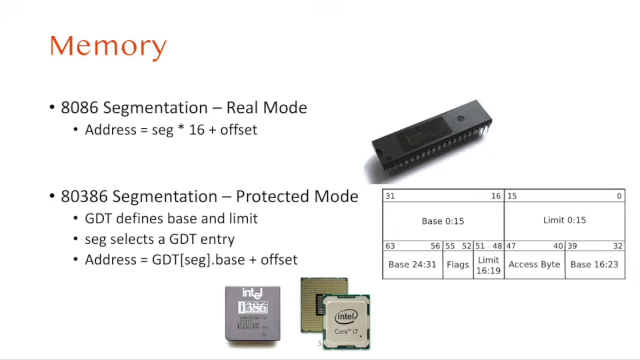 Memory
• 8086 Segmentation – Real Mode
• Address = seg * 16 + offset
• 80386 Segmentation – Protected Mode
• GDT defines base and limit
• seg selects a GDT entry
• Address = GDT[seg].base + offset
31 16 15 0
Base 0:15 Limit 0:15
63 56 55 52 51 48 47 40 39 32
Base 24:31 Flags Limit 16:19 Access Byte Base 16:23
intel
i386
intel
CORE i7